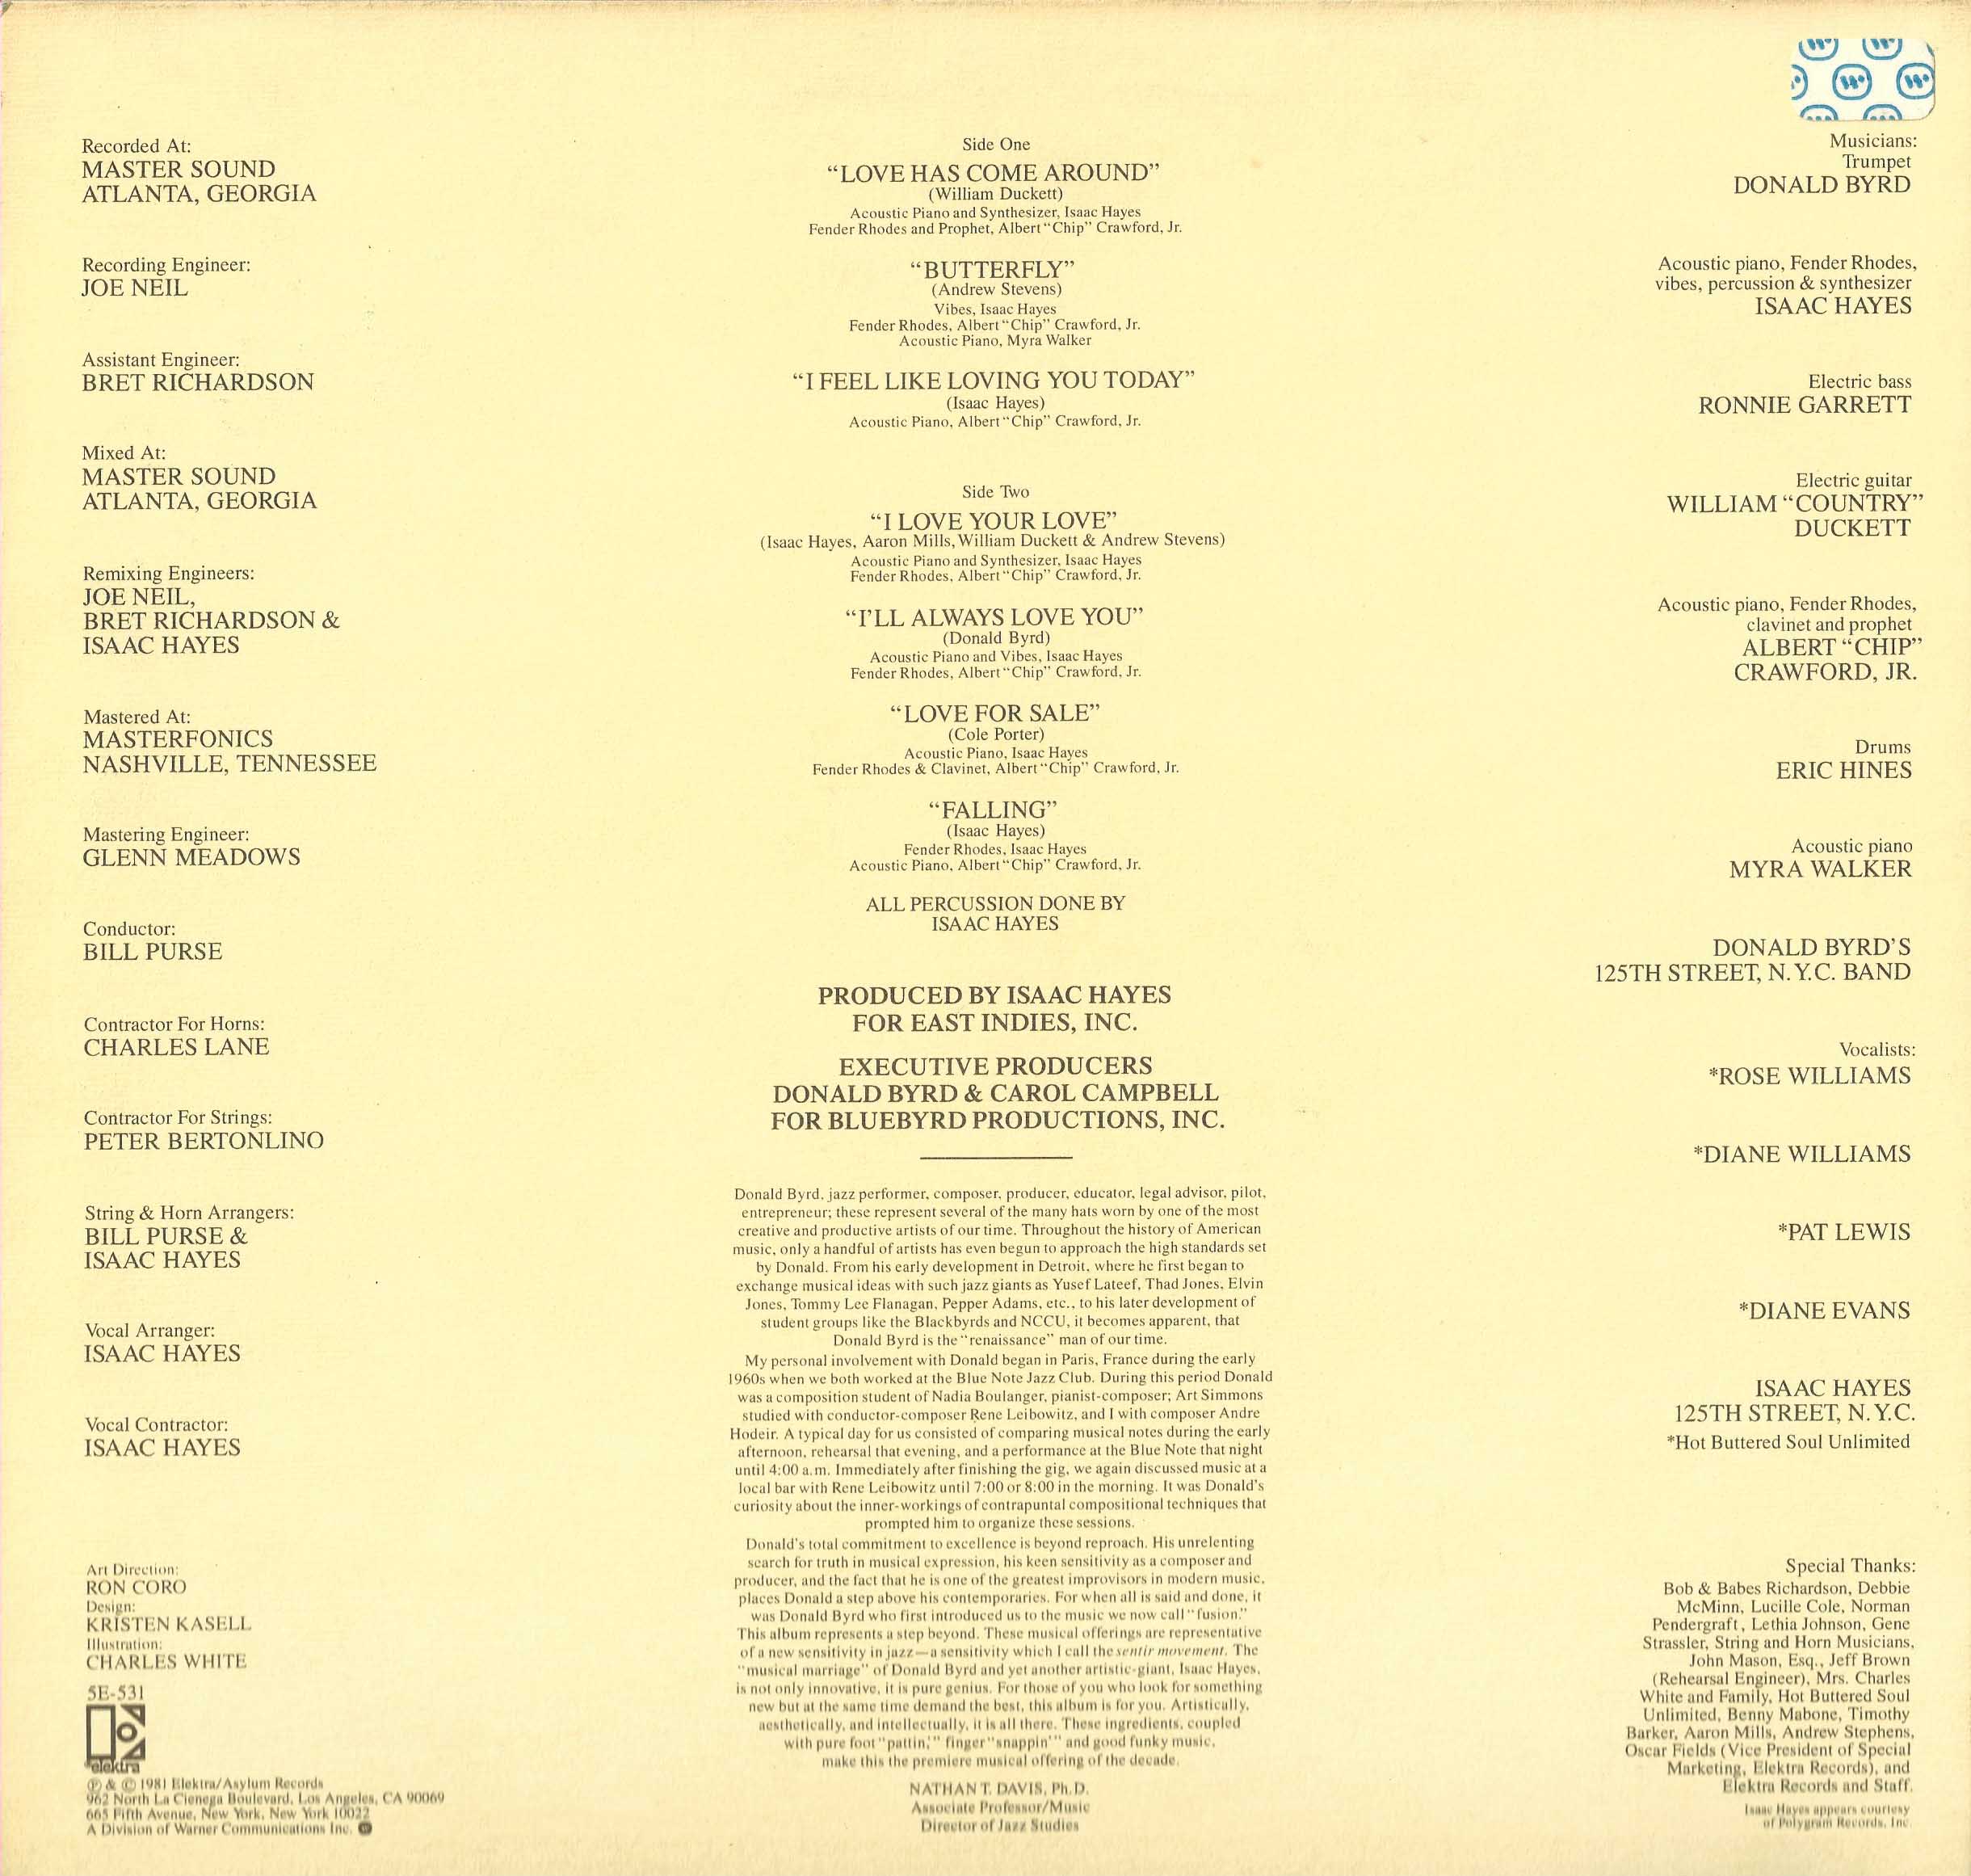 Recorded At:
MASTER SOUND
ATLANTA, GEORGIA
Recording Engineer:
JOE NEIL
Assistant Engineer:
BRET RICHARDSON
Mixed At:
MASTER SOUND
ATLANTA, GEORGIA
Remixing Engineers:
JOE NEIL,
BRET RICHARDSON &
ISAAC HAYES
Mastered At:
MASTERFONICS
NASHVILLE, TENNESSEE
Mastering Engineer:
GLENN MEADOWS
Conductor:
BILL PURSE
Contractor For Horns:
CHARLES LANE
Contractor For Strings:
PETER BERTONLINO
String & Horn Arrangers:
BILL PURSE &
ISAAC HAYES
Vocal Arranger:
ISAAC HAYES
Vocal Contractor:
ISAAC HAYES
Art Direction:
RON CORO
Design:
KRISTEN KASELL
Illustration:
CHARLES WHITE
5E-531
elektra
Ⓟ & © 1981 Elektra/Asylum Records
962 North La Cienega Boulevard, Los Angeles, CA 90069
665 Fifth Avenue, New York, New York 10022
A Division of Warner Communications Inc.
Side One
“LOVE HAS COME AROUND”
(William Duckett)
Acoustic Piano and Synthesizer, Isaac Hayes
Fender Rhodes and Prophet, Albert “Chip” Crawford, Jr.
“BUTTERFLY”
(Andrew Stevens)
Vibes, Isaac Hayes
Fender Rhodes, Albert “Chip” Crawford, Jr.
Acoustic Piano, Myra Walker
“I FEEL LIKE LOVING YOU TODAY”
(Isaac Hayes)
Acoustic Piano, Albert “Chip” Crawford, Jr.
Side Two
“I LOVE YOUR LOVE”
(Isaac Hayes, Aaron Mills, William Duckett & Andrew Stevens)
Acoustic Piano and Synthesizer, Isaac Hayes
Fender Rhodes, Albert “Chip” Crawford, Jr.
“I’LL ALWAYS LOVE YOU”
(Donald Byrd)
Acoustic Piano and Vibes, Isaac Hayes
Fender Rhodes, Albert “Chip” Crawford, Jr.
“LOVE FOR SALE”
(Cole Porter)
Acoustic Piano, Isaac Hayes
Fender Rhodes & Clavinet, Albert “Chip” Crawford, Jr.
“FALLING”
(Isaac Hayes)
Fender Rhodes, Isaac Hayes
Acoustic Piano, Albert “Chip” Crawford, Jr.
ALL PERCUSSION DONE BY
ISAAC HAYES
PRODUCED BY ISAAC HAYES
FOR EAST INDIES, INC.
EXECUTIVE PRODUCERS
DONALD BYRD & CAROL CAMPBELL
FOR BLUEBYRD PRODUCTIONS, INC.
Donald Byrd, jazz performer, composer, producer, educator, legal advisor, pilot,
entrepreneur; these represent several of the many hats worn by one of the most
creative and productive artists of our time. Throughout the history of American
music, only a handful of artists has even begun to approach the high standards set
by Donald. From his early development in Detroit, where he first began to
exchange musical ideas with such jazz giants as Yusef Lateef, Thad Jones, Elvin
Jones, Tommy Lee Flanagan, Pepper Adams, etc., to his later development of
student groups like the Blackbyrds and NCCU, it becomes apparent, that
Donald Byrd is the “renaissance” man of our time.
My personal involvement with Donald began in Paris, France during the early
1960s when we both worked at the Blue Note Jazz Club. During this period Donald
was a composition student of Nadia Boulanger, pianist-composer; Art Simmons
studied with conductor-composer Rene Leibowitz, and I with composer Andre
Hodeir. A typical day for us consisted of comparing musical notes during the early
afternoon, rehearsal that evening, and a performance at the Blue Note that night
until 4:00 a.m. Immediately after finishing the gig, we again discussed music at a
local bar with Rene Leibowitz until 7:00 or 8:00 in the morning. It was Donald’s
curiosity about the inner-workings of contrapuntal compositional techniques that
prompted him to organize these sessions.
Donald’s total commitment to excellence is beyond reproach. His unrelenting
search for truth in musical expression, his keen sensitivity as a composer and
producer, and the fact that he is one of the greatest improvisors in modern music,
places Donald a step above his contemporaries. For when all is said and done, it
was Donald Byrd who first introduced us to the music we now call “fusion.”
This album represents a step beyond. These musical offerings are representative
of a new sensitivity in jazz—a sensitivity which I call the sentir movement. The
“musical marriage” of Donald Byrd and yet another artistic-giant, Isaac Hayes,
is not only innovative, it is pure genius. For those of you who look for something
new but at the same time demand the best, this album is for you. Artistically,
aesthetically, and intellectually, it is all there. These ingredients, coupled
with pure foot “pattin,” finger “snappin’” and good funky music,
make this the premiere musical offering of the decade.
NATHAN T. DAVIS, Ph.D.
Associate Professor/Music
Director of Jazz Studies
Musicians:
Trumpet
DONALD BYRD
Acoustic piano, Fender Rhodes,
vibes, percussion & synthesizer
ISAAC HAYES
Electric bass
RONNIE GARRETT
Electric guitar
WILLIAM “COUNTRY”
DUCKETT
Acoustic piano, Fender Rhodes,
clavinet and prophet
ALBERT “CHIP”
CRAWFORD, JR.
Drums
ERIC HINES
Acoustic piano
MYRA WALKER
DONALD BYRD’S
125TH STREET, N.Y.C. BAND
Vocalists:
*ROSE WILLIAMS
*DIANE WILLIAMS
*PAT LEWIS
*DIANE EVANS
ISAAC HAYES
125TH STREET, N.Y.C.
*Hot Buttered Soul Unlimited
Special Thanks:
Bob & Babes Richardson, Debbie
McMinn, Lucille Cole, Norman
Pendergraft, Lethia Johnson, Gene
Strassler, String and Horn Musicians,
John Mason, Esq., Jeff Brown
(Rehearsal Engineer), Mrs. Charles
White and Family, Hot Buttered Soul
Unlimited, Benny Mabone, Timothy
Barker, Aaron Mills, Andrew Stephens,
Oscar Fields (Vice President of Special
Marketing, Elektra Records), and
Elektra Records and Staff.
Isaac Hayes appears courtesy
of Polygram Records, Inc.